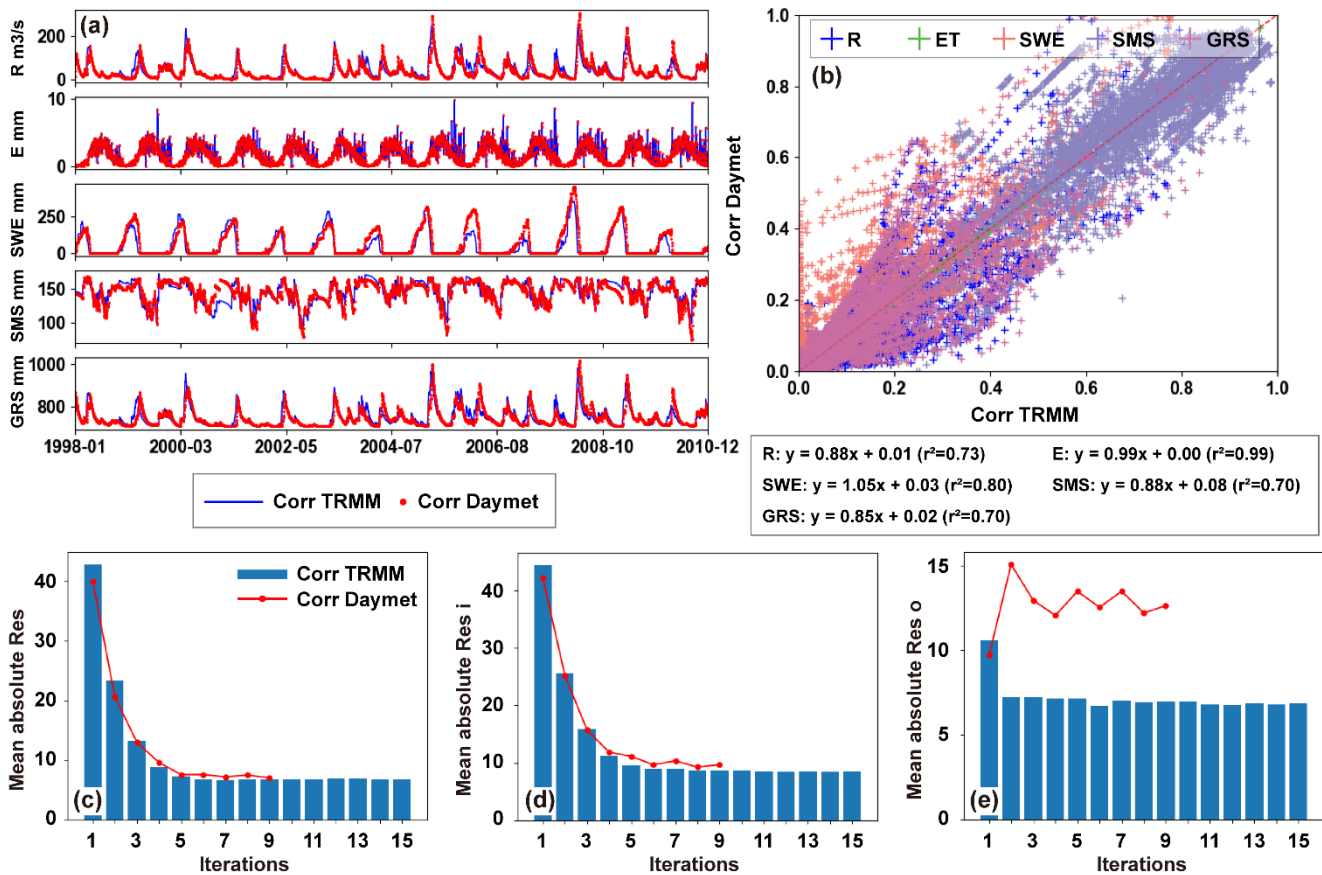 (a)
R m3/s
200
0
E mm
10
0
SWE mm
250
0
SMS mm
150
100
GRS mm
1000
800
1998-01 2000-03 2002-05 2004-07 2006-08 2008-10 2010-12
Corr TRMM Corr Daymet
(b)
R ET SWE SMS GRS
Corr Daymet
1.0
0.8
0.6
0.4
0.2
0.0
0.0 0.2 0.4 0.6 0.8 1.0
Corr TRMM
R: y = 0.88x + 0.01 (r²=0.73) E: y = 0.99x + 0.00 (r²=0.99)
SWE: y = 1.05x + 0.03 (r²=0.80) SMS: y = 0.88x + 0.08 (r²=0.70)
GRS: y = 0.85x + 0.02 (r²=0.70)
Mean absolute Res
40
30
20
10
0
Corr TRMM
Corr Daymet
(c)
1 3 5 7 9 11 13 15
Iterations
Mean absolute Res i
40
30
20
10
0
(d)
1 3 5 7 9 11 13 15
Iterations
Mean absolute Res o
15
10
5
0
(e)
1 3 5 7 9 11 13 15
Iterations